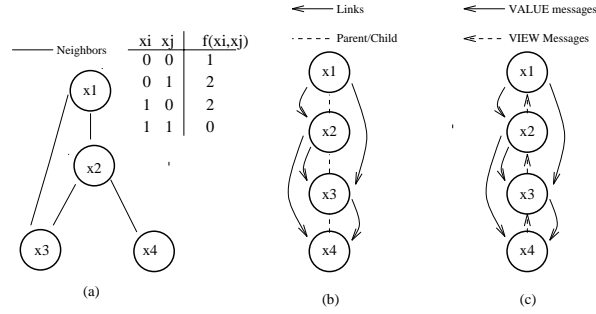 Neighbors
xi xj f(xi,xj)
0 0 1
0 1 2
1 0 2
1 1 0
x1
x2
x3
x4
(a)
Links
Parent/Child
x1
x2
x3
x4
(b)
VALUE messages
VIEW Messages
x1
x2
x3
x4
(c)